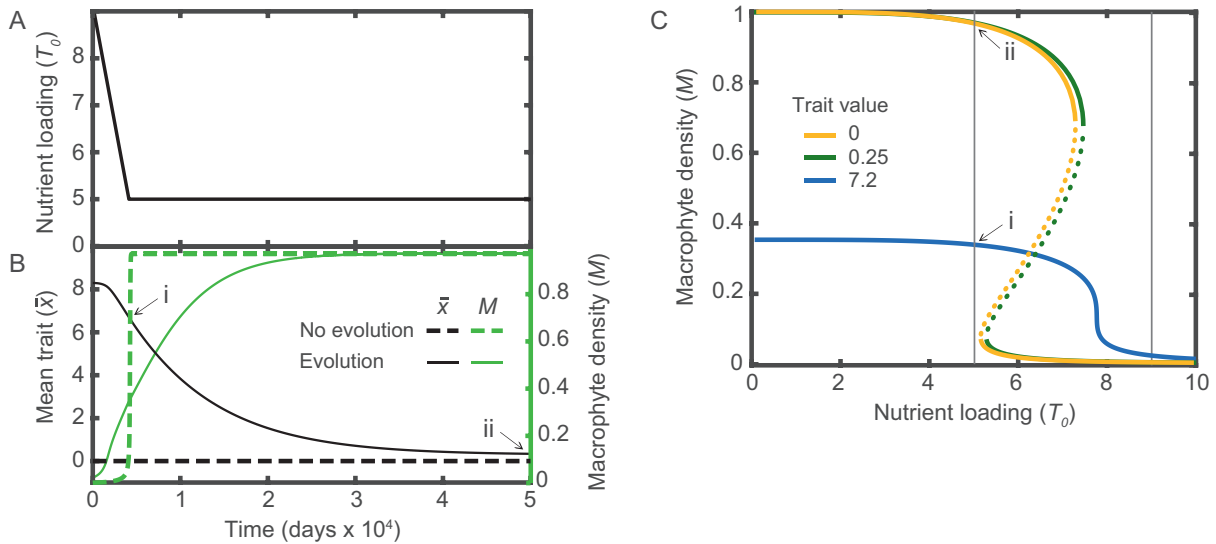 A
Nutrient loading (T₀)
9
7
5
0
B
Mean trait (x̄)
8
6
4
2
0
i
ii
x̄ M
No evolution
Evolution
0.8
0.6
0.4
0.2
0
Macrophyte density (M)
0 1 2 3 4 5
Time (days x 10⁴)
C
Macrophyte density (M)
1
0.8
0.6
0.4
0.2
0
ii
Trait value
0
0.25
7.2
i
0 2 4 6 8 10
Nutrient loading (T₀)